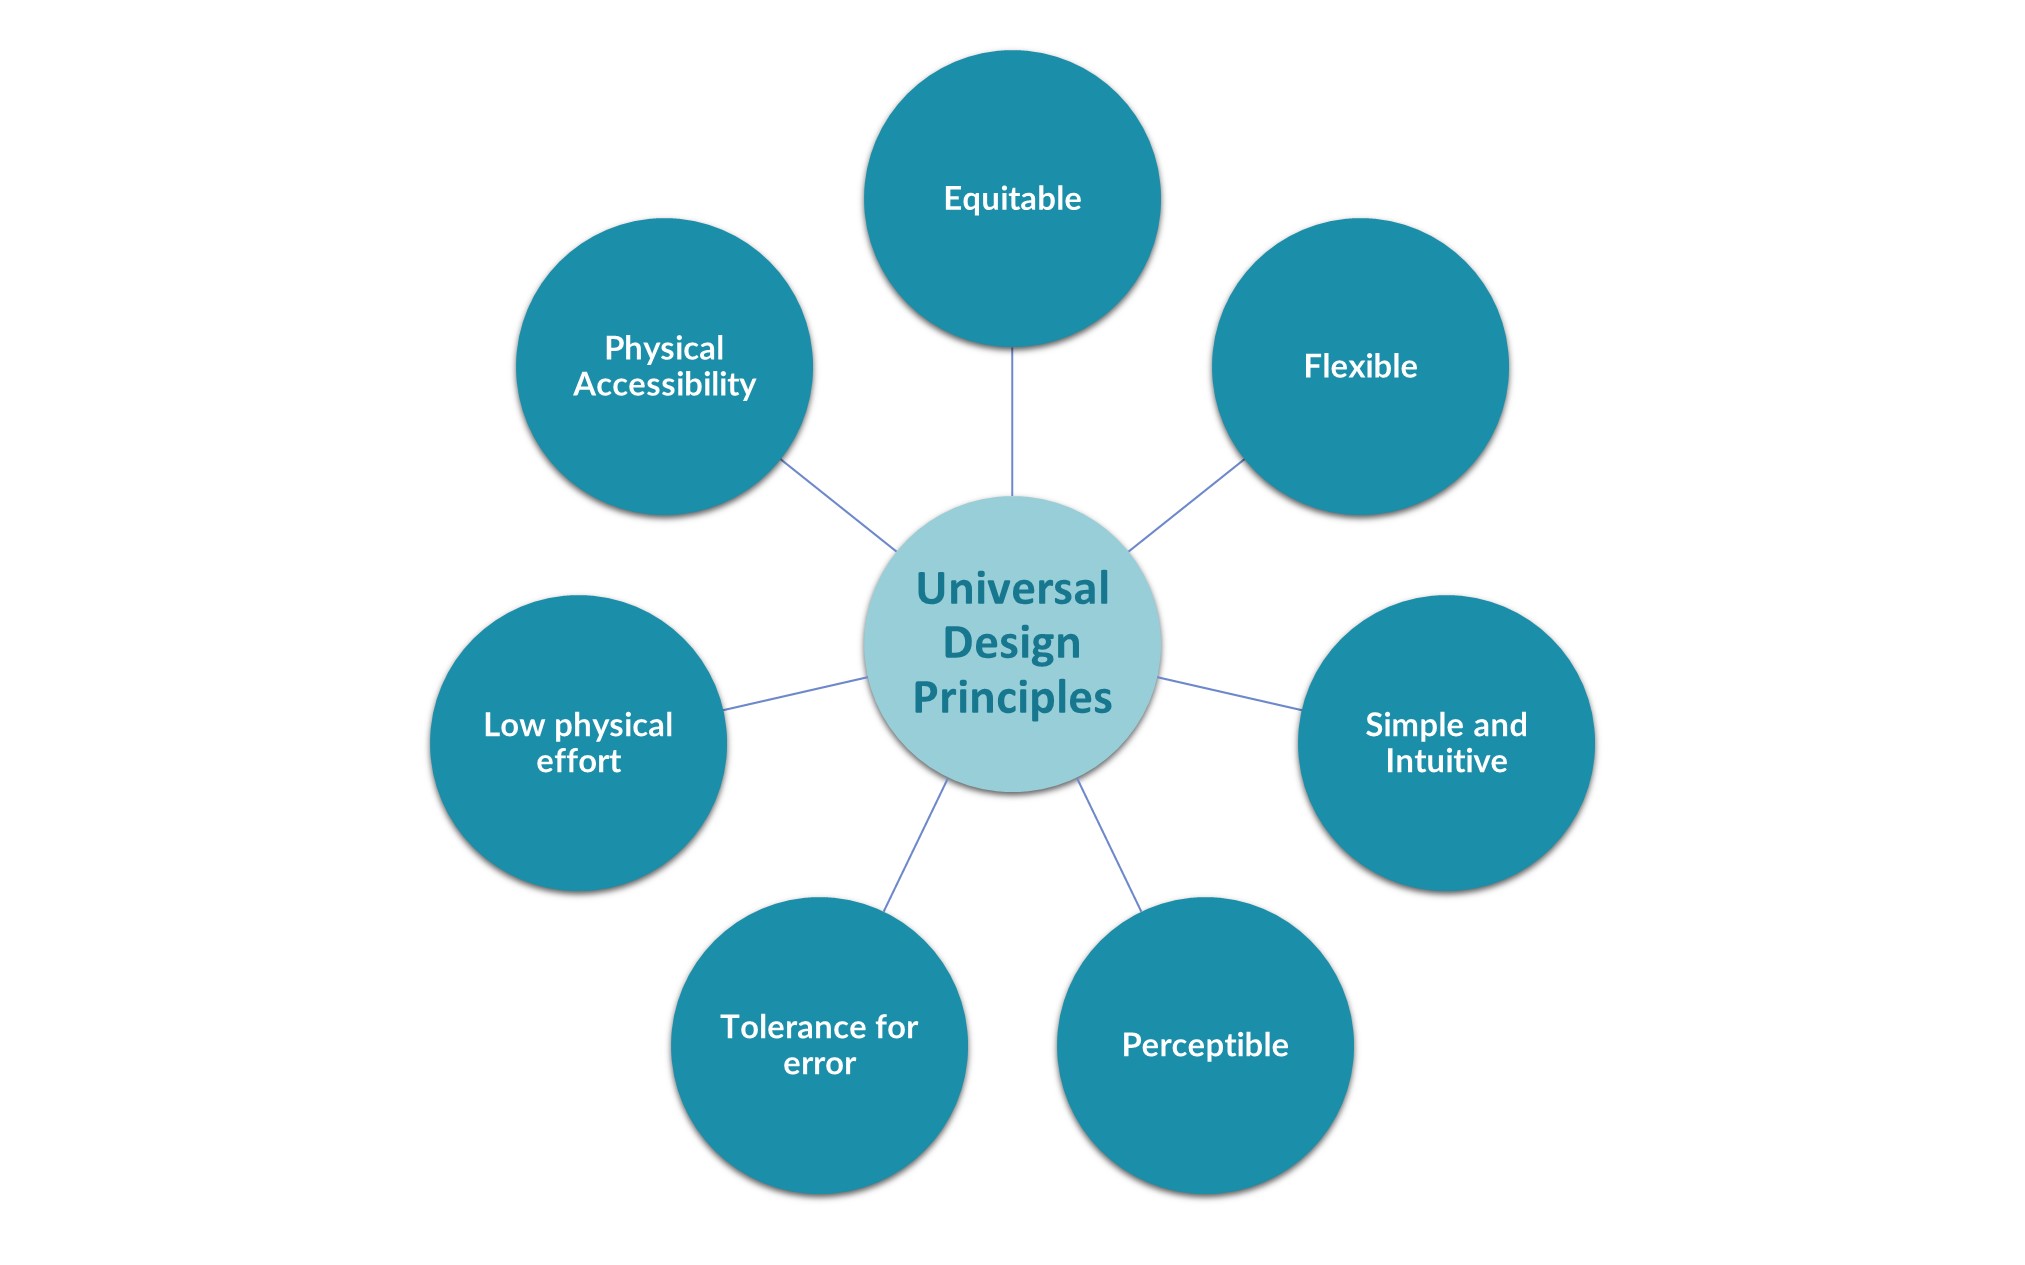 Equitable
Physical
Accessibility
Flexible
Universal
Design
Principles
Low physical
effort
Simple and
Intuitive
Tolerance for
error
Perceptible